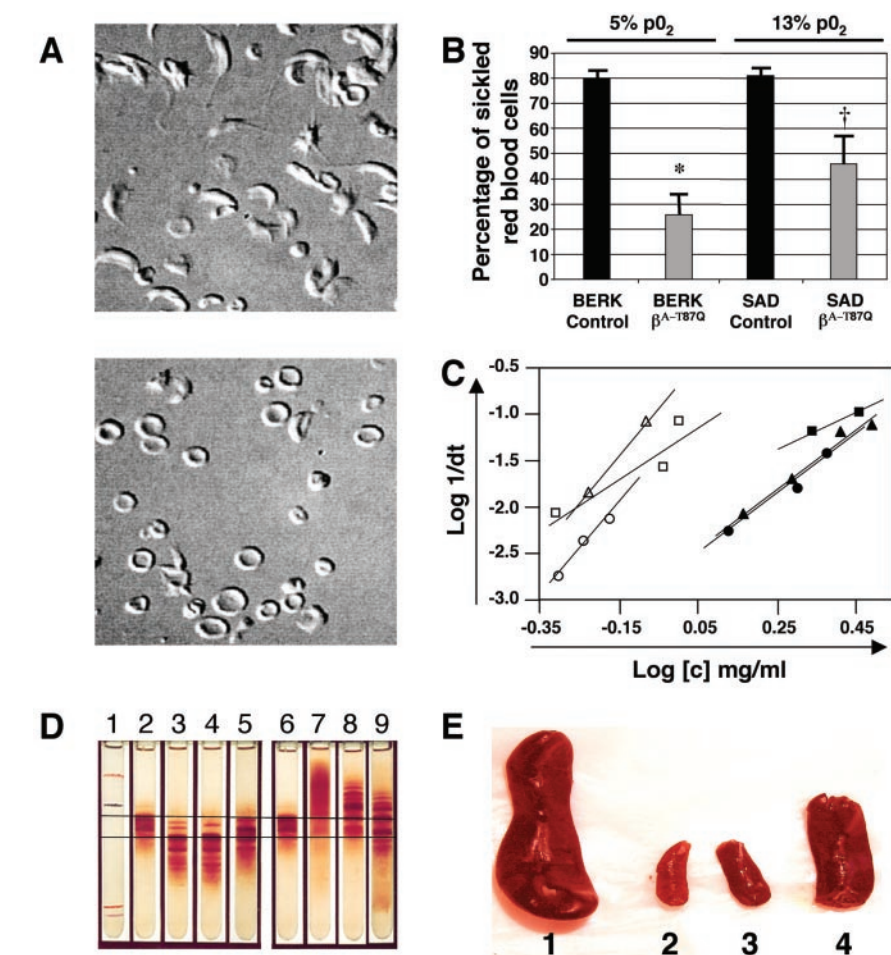 A
B
5% p0₂
13% p0₂
Percentage of sickled
red blood cells
90
80
70
60
50
40
30
20
10
0
*
†
BERK
Control
BERK
βᴬ⁻ᵀ⁸⁷Q
SAD
Control
SAD
βᴬ⁻ᵀ⁸⁷Q
C
Log 1/dt
-0.5
-1.0
-1.5
-2.0
-2.5
-3.0
-0.35 -0.15 0.05 0.25 0.45
Log [c] mg/ml
D
1 2 3 4 5 6 7 8 9
E
1 2 3 4